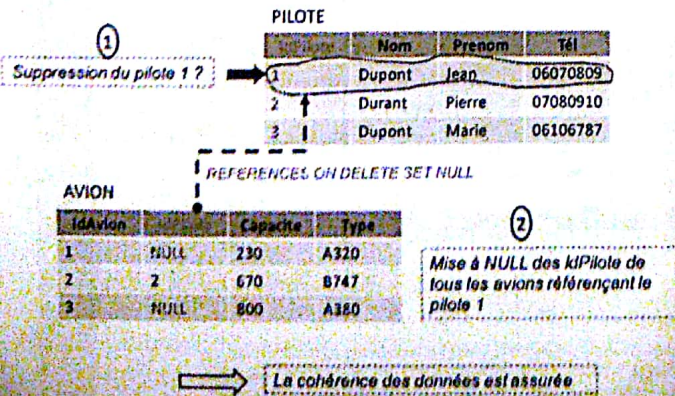 PILOTE
1
Nom Prenom Tél
Suppression du pilote 1 ?
1 Dupont Jean 06070809
2 Durant Pierre 07080910
3 Dupont Marie 06106787
REFERENCES ON DELETE SET NULL
AVION
IdAvion Capacite Type
1 NULL 230 A320
2 2 670 B747
3 NULL 800 A380
2
Mise à NULL des idPilote de
tous les avions référençant le
pilote 1
La cohérence des données est assurée